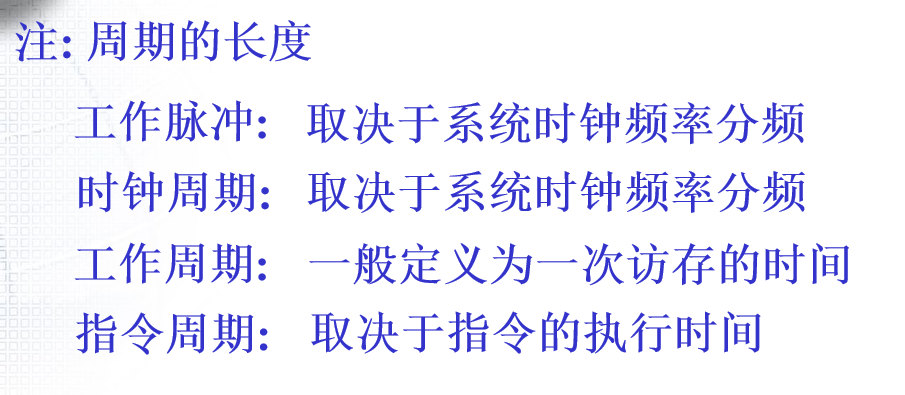 注: 周期的长度
工作脉冲: 取决于系统时钟频率分频
时钟周期: 取决于系统时钟频率分频
工作周期: 一般定义为一次访存的时间
指令周期: 取决于指令的执行时间